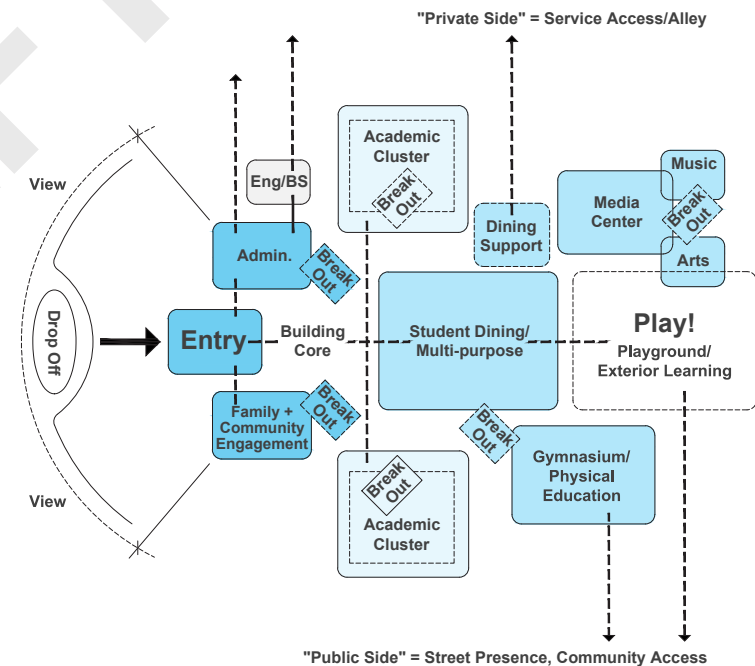 "Private Side" = Service Access/Alley
View
Eng/BS
Academic
Cluster
Break
Out
Music
Media
Center
Break
Out
Arts
Dining
Support
Admin.
Break
Out
Drop Off
Entry
Building
Core
Student Dining/
Multi-purpose
Play!
Playground/
Exterior Learning
Family +
Community
Engagement
Break
Out
Break
Out
Gymnasium/
Physical
Education
Break
Out
Academic
Cluster
View
"Public Side" = Street Presence, Community Access